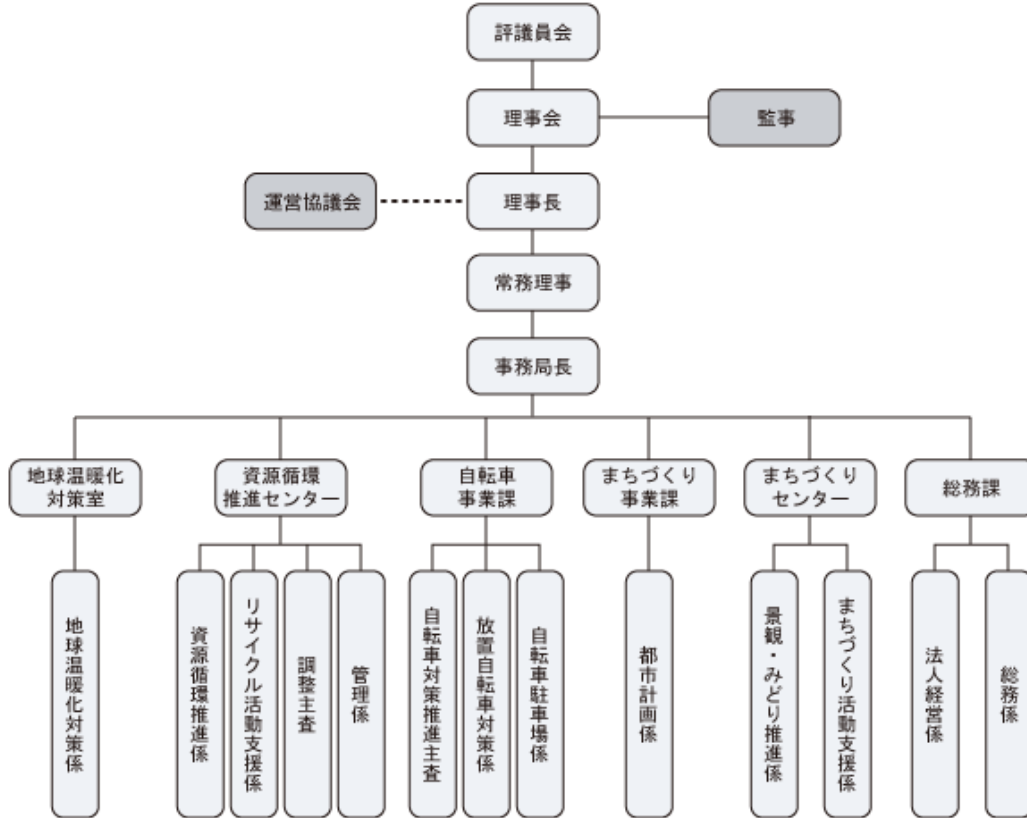 評議員会
理事会
監事
運営協議会
理事長
常務理事
事務局長
地球温暖化
対策室
資源循環
推進センター
自転車
事業課
まちづくり
事業課
まちづくり
センター
総務課
地球温暖化対策係
資源循環推進係
リサイクル活動支援係
調整主査
管理係
自転車対策推進主査
放置自転車対策係
自転車駐車場係
都市計画係
景観・みどり推進係
まちづくり活動支援係
法人経営係
総務係